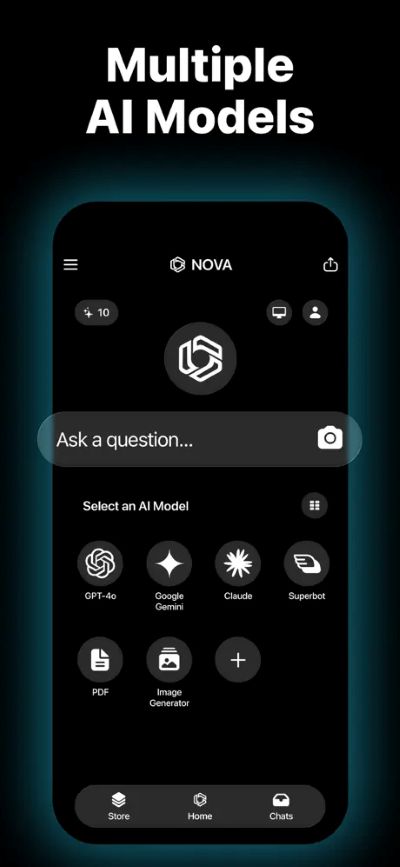 Multiple
AI Models
NOVA
10
Ask a question...
Select an AI Model
GPT-4o
Google
Gemini
Claude
Superbot
PDF
Image
Generator
Store
Home
Chats